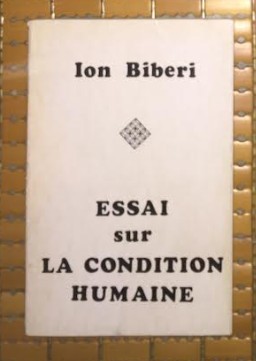 Ion Biberi
ESSAI
sur
LA CONDITION
HUMAINE